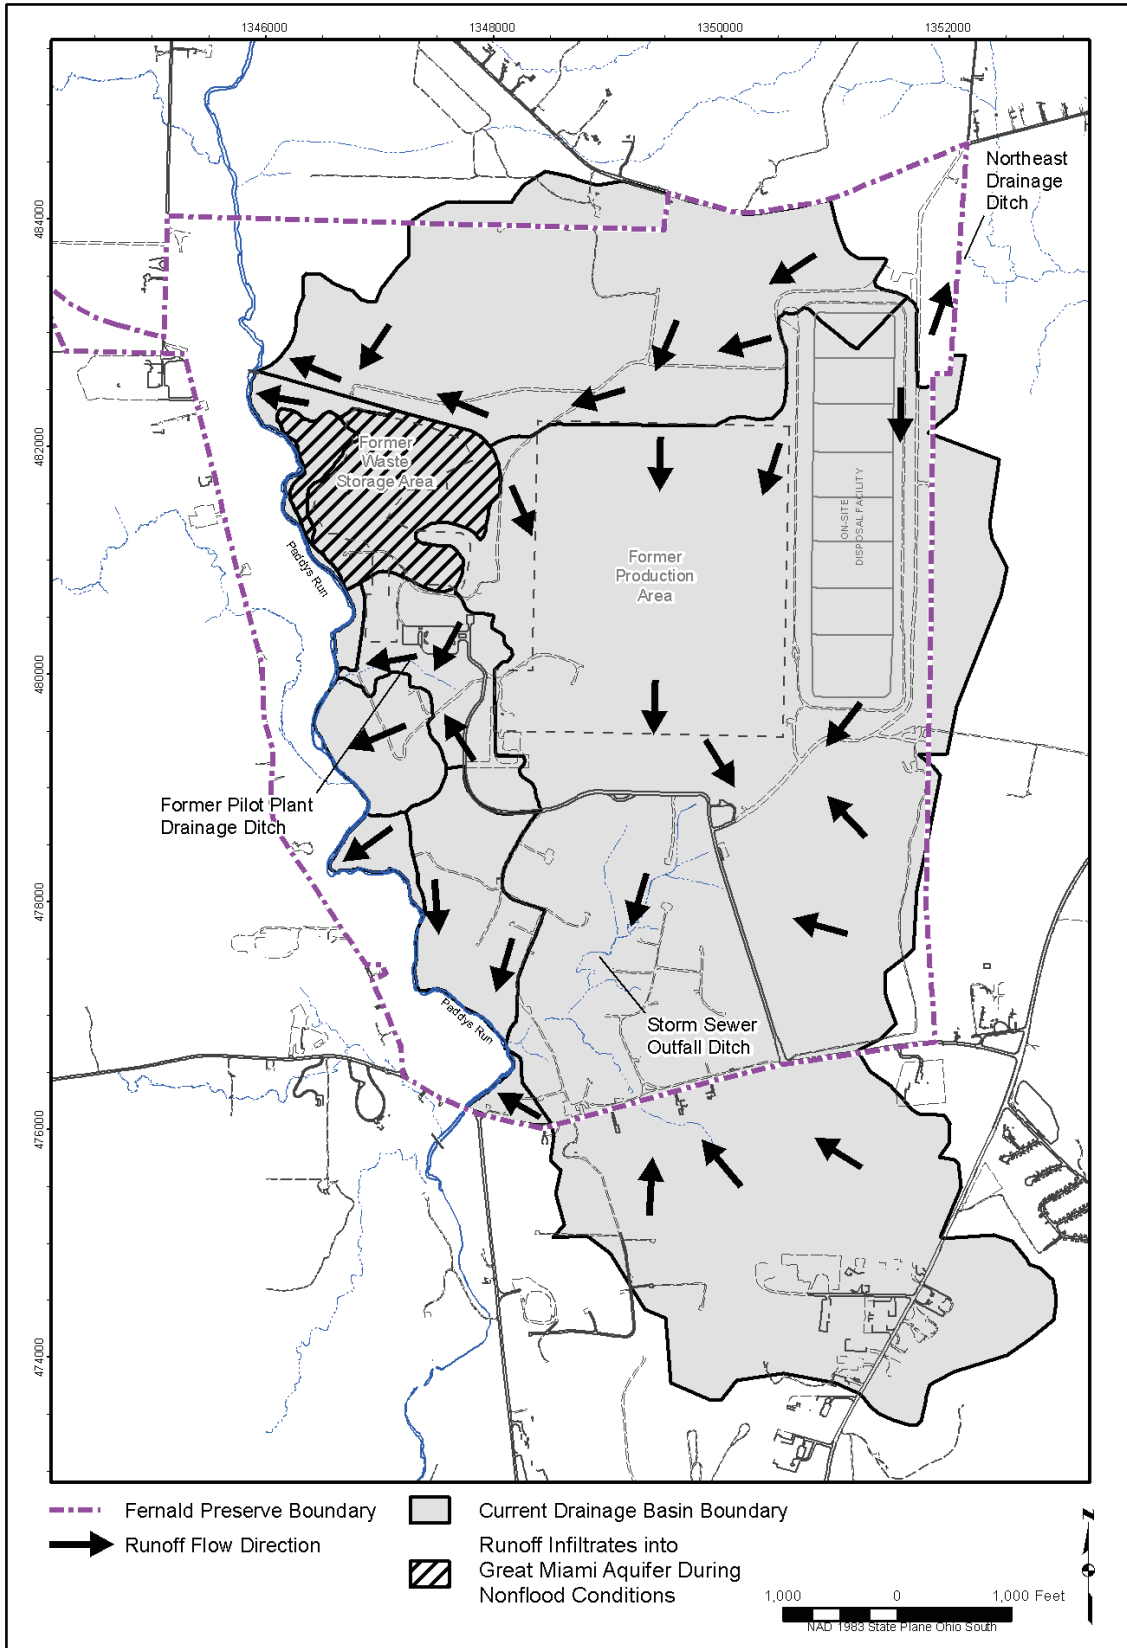 1346000
1348000
1350000
1352000
484000
482000
480000
478000
476000
474000
Northeast
Drainage
Ditch
Former
Waste
Storage Area
Former
Production
Area
ON-SITE
DISPOSAL FACILITY
Paddys Run
Former Pilot Plant
Drainage Ditch
Storm Sewer
Outfall Ditch
Paddys Run
Fernald Preserve Boundary
Runoff Flow Direction
Current Drainage Basin Boundary
Runoff Infiltrates into
Great Miami Aquifer During
Nonflood Conditions
N
1,000
0
1,000 Feet
NAD 1983 State Plane Ohio South